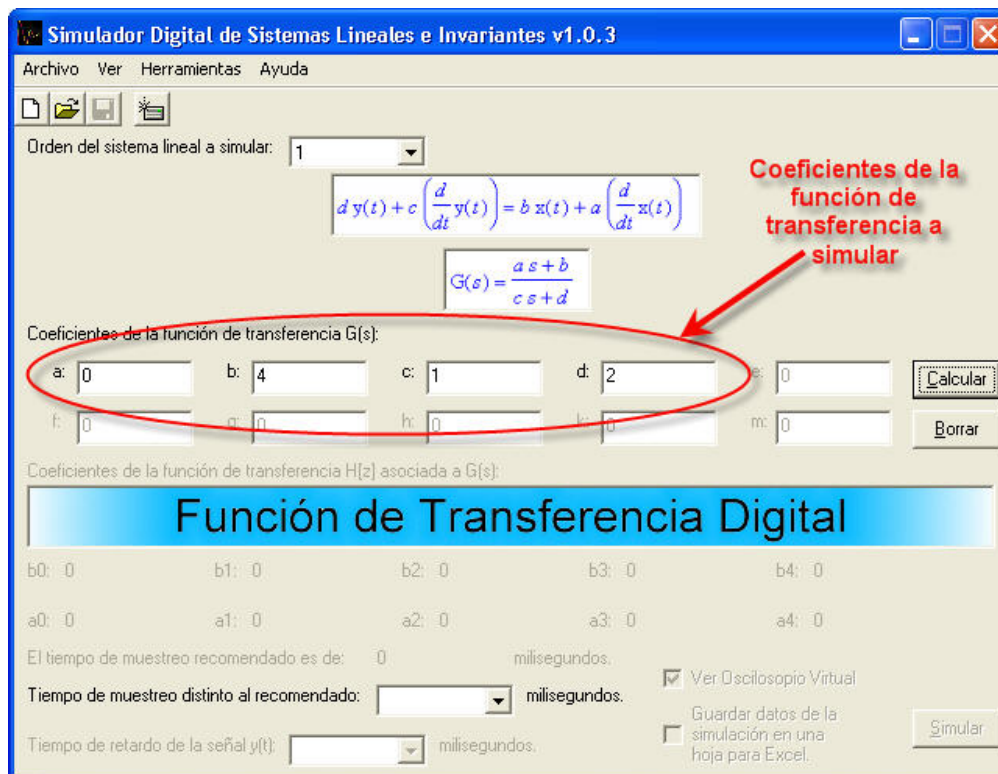 Simulador Digital de Sistemas Lineales e Invariantes v1.0.3
Archivo Ver Herramientas Ayuda
Orden del sistema lineal a simular: 1
Coeficientes de la
función de
transferencia a
simular
d y(t) + c (d/dt y(t)) = b x(t) + a (d/dt x(t))
G(s) = (a s + b)/(c s + d)
Coeficientes de la función de transferencia G(s):
a: 0 b: 4 c: 1 d: 2 e: 0 Calcular
f: 0 g: 0 h: 0 k: 0 m: 0 Borrar
Coeficientes de la función de transferencia H[z] asociada a G(s):
Función de Transferencia Digital
b0: 0 b1: 0 b2: 0 b3: 0 b4: 0
a0: 0 a1: 0 a2: 0 a3: 0 a4: 0
El tiempo de muestreo recomendado es de: 0 milisegundos.
Ver Osciloscopio Virtual
Tiempo de muestreo distinto al recomendado: milisegundos.
Guardar datos de la
simulación en una
hoja para Excel.
Simular
Tiempo de retardo de la señal y(t): milisegundos.